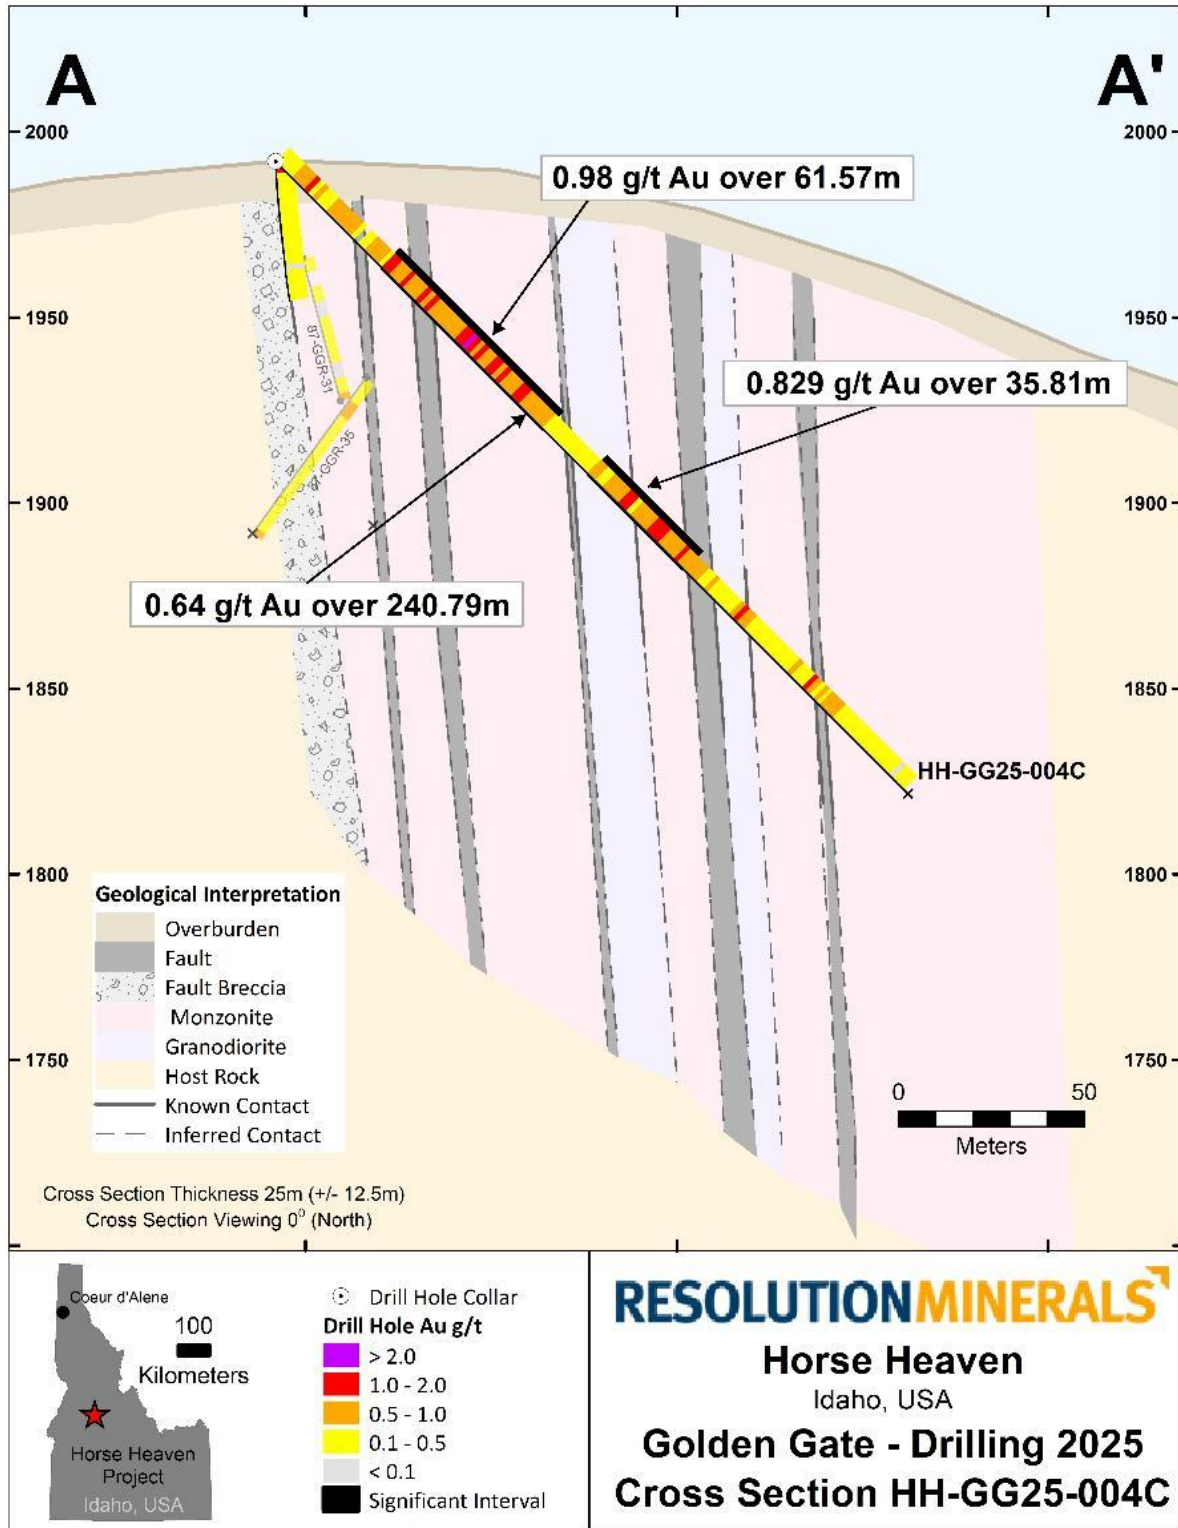 A
A'
2000
2000
0.98 g/t Au over 61.57m
1950
1950
87-GGR-31
0.829 g/t Au over 35.81m
87-GGR-35
1900
1900
0.64 g/t Au over 240.79m
1850
1850
HH-GG25-004C
1800
1800
Geological Interpretation
Overburden
Fault
Fault Breccia
Monzonite
Granodiorite
Host Rock
Known Contact
Inferred Contact
1750
1750
0 50
Meters
Cross Section Thickness 25m (+/- 12.5m)
Cross Section Viewing 0⁰ (North)
Coeur d'Alene
100
Kilometers
Horse Heaven
Project
Idaho, USA
Drill Hole Collar
Drill Hole Au g/t
> 2.0
1.0 - 2.0
0.5 - 1.0
0.1 - 0.5
< 0.1
Significant Interval
RESOLUTIONMINERALS
Horse Heaven
Idaho, USA
Golden Gate - Drilling 2025
Cross Section HH-GG25-004C